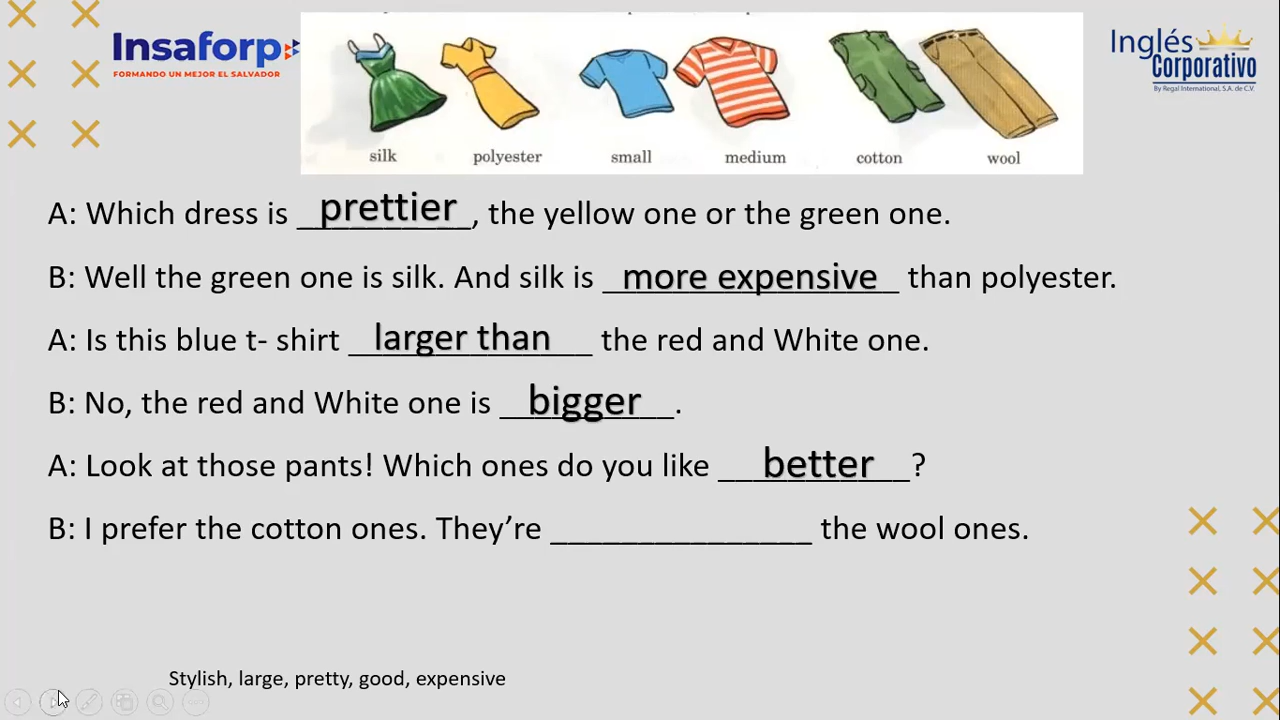 Insaforp
FORMANDO UN MEJOR EL SALVADOR
Inglés
Corporativo
By Regal International, S.A. de C.V.
silk polyester small medium cotton wool
A: Which dress is prettier, the yellow one or the green one.
B: Well the green one is silk. And silk is more expensive than polyester.
A: Is this blue t- shirt larger than the red and White one.
B: No, the red and White one is bigger.
A: Look at those pants! Which ones do you like better?
B: I prefer the cotton ones. They’re _______________ the wool ones.
Stylish, large, pretty, good, expensive